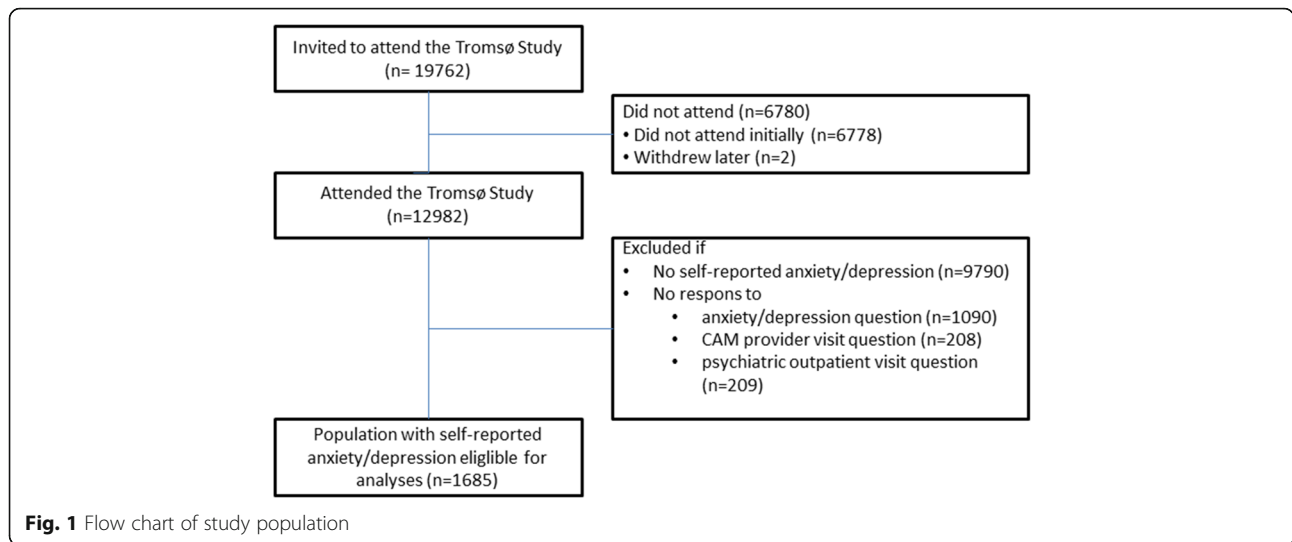 Invited to attend the Tromsø Study
(n= 19762)
Did not attend (n=6780)
• Did not attend initially (n=6778)
• Withdrew later (n=2)
Attended the Tromsø Study
(n=12982)
Excluded if
• No self-reported anxiety/depression (n=9790)
• No respons to
• anxiety/depression question (n=1090)
• CAM provider visit question (n=208)
• psychiatric outpatient visit question
(n=209)
Population with self-reported
anxiety/depression eligible for
analyses (n=1685)
Fig. 1 Flow chart of study population